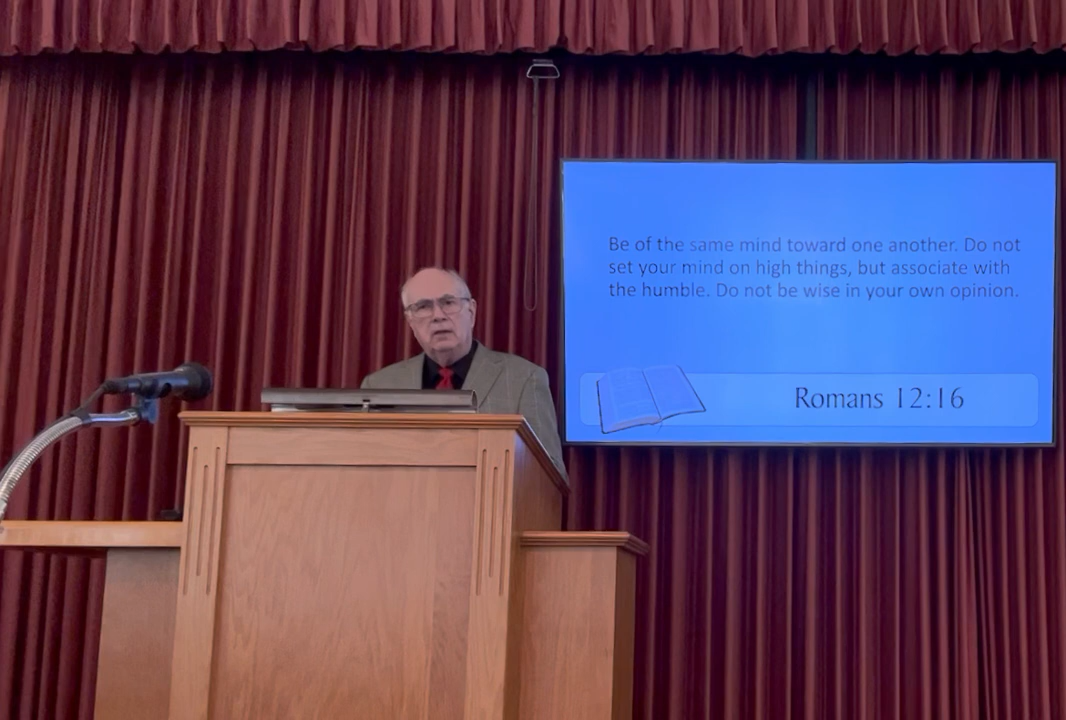 Be of the same mind toward one another. Do not
set your mind on high things, but associate with
the humble. Do not be wise in your own opinion.
Romans 12:16